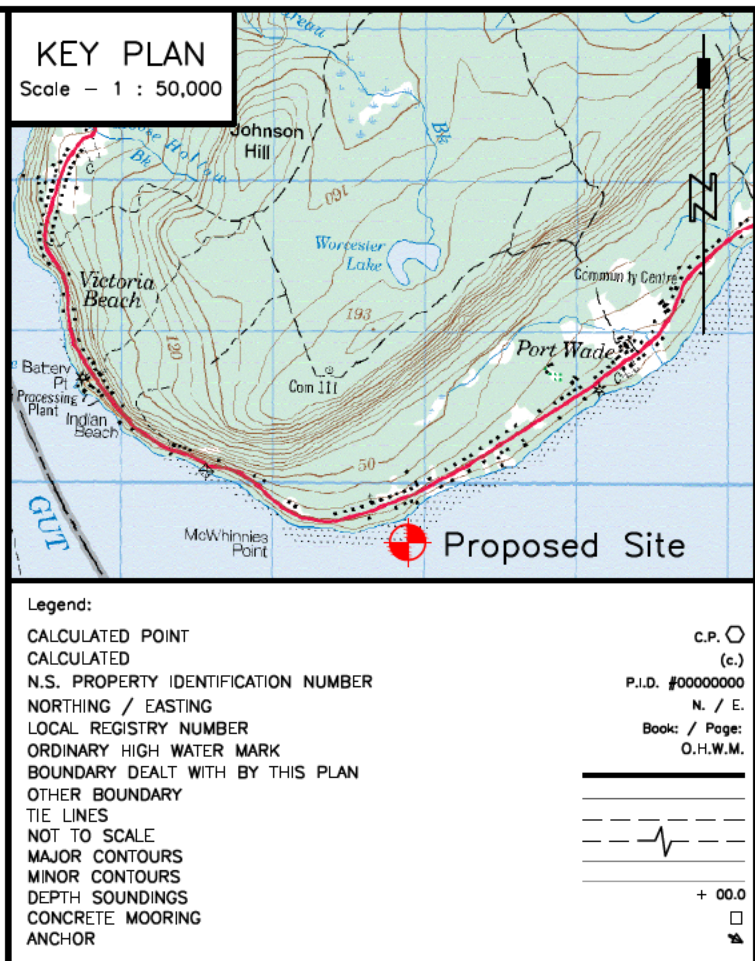 KEY PLAN
Scale - 1 : 50,000
Bk
Johnson
Hill
Hollow
Bk
160
Worcester
Lake
Community Centre
Victoria
Beach
193
120
Port Wade
Battery
Pt
Processing
Plant
Indian
Beach
Com 111
50
GUT
McWhinnies
Point
Proposed Site
Legend:
CALCULATED POINT C.P.
CALCULATED (c.)
N.S. PROPERTY IDENTIFICATION NUMBER P.I.D. #00000000
NORTHING / EASTING N. / E.
LOCAL REGISTRY NUMBER Book: / Page:
ORDINARY HIGH WATER MARK O.H.W.M.
BOUNDARY DEALT WITH BY THIS PLAN
OTHER BOUNDARY
TIE LINES
NOT TO SCALE
MAJOR CONTOURS
MINOR CONTOURS
DEPTH SOUNDINGS + 00.0
CONCRETE MOORING
ANCHOR